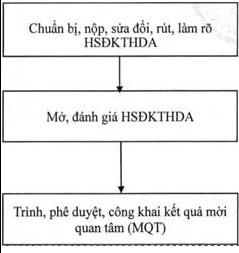 Chuẩn bị, nộp, sửa đổi, rút, làm rõ
HSĐKTHDA
Mở, đánh giá HSĐKTHDA
Trình, phê duyệt, công khai kết quả mời
quan tâm (MQT)